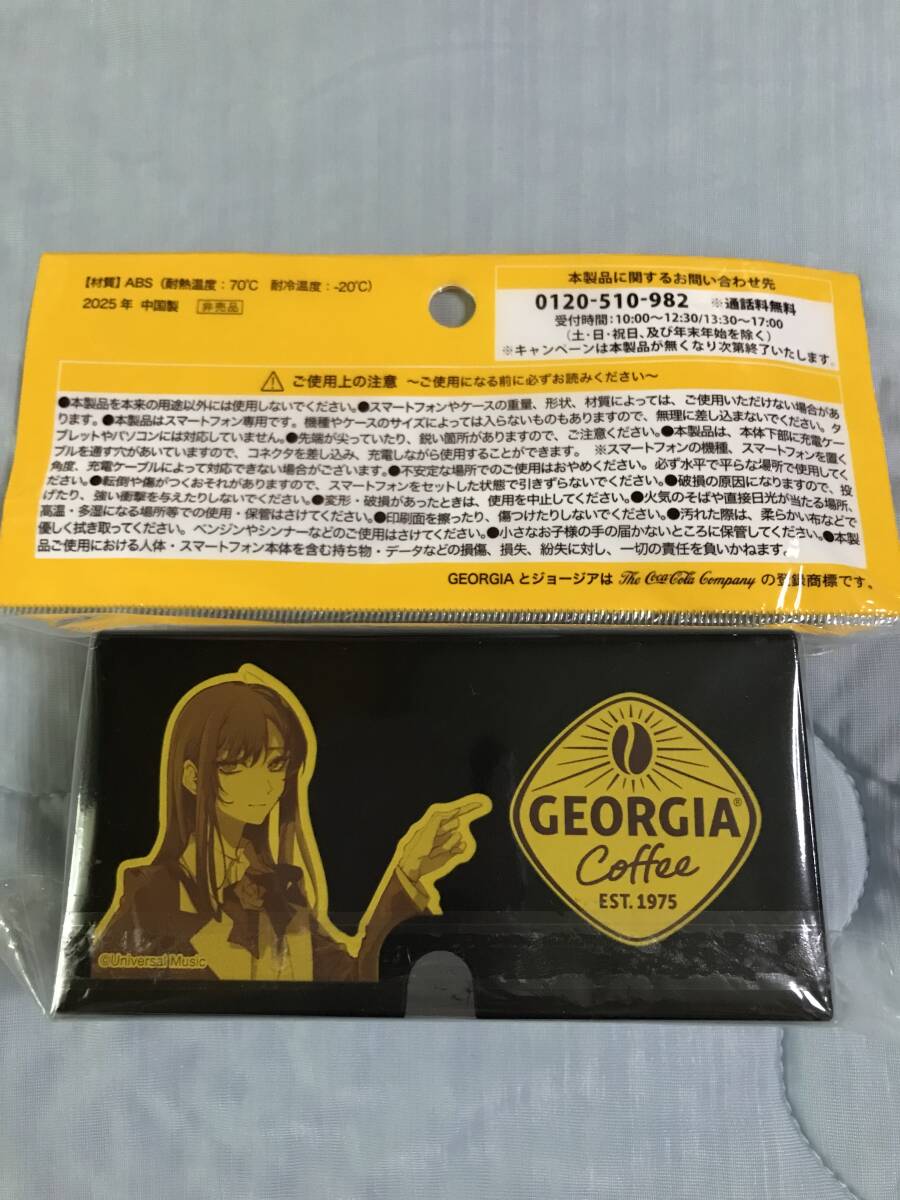 【材質】ABS（耐熱温度：70℃　耐冷温度：-20℃）
2025年 中国製 非売品
本製品に関するお問い合わせ先
0120-510-982 ※通話料無料
受付時間：10:00～12:30/13:30～17:00
（土・日・祝日、及び年末年始を除く）
※キャンペーンは本製品が無くなり次第終了いたします。
ご使用上の注意 ～ご使用になる前に必ずお読みください～
●本製品を本来の用途以外には使用しないでください。●スマートフォンやケースの重量、形状、材質によっては、ご使用いただけない場合があ
ります。●本製品はスマートフォン専用です。機種やケースのサイズによっては入らないものもありますので、無理に差し込まないでください。タ
ブレットやパソコンには対応していません。●先端が尖っていたり、鋭い箇所がありますので、ご注意ください。●本製品は、本体下部に充電ケー
ブルを通す穴があいていますので、コネクタを差し込み、充電しながら使用することができます。 ※スマートフォンの機種、スマートフォンを置く
角度、充電ケーブルによって対応できない場合がございます。●不安定な場所でのご使用はおやめください。必ず水平で平らな場所で使用してく
ださい。●転倒や傷がつくおそれがありますので、スマートフォンをセットした状態で引きずらないでください。●破損の原因になりますので、投
げたり、強い衝撃を与えたりしないでください。●変形・破損があったときは、使用を中止してください。●火気のそばや直接日光が当たる場所、
高温・多湿になる場所等での使用・保管はさけてください。●印刷面を擦ったり、傷つけたりしないでください。●汚れた際は、柔らかい布などで
優しく拭き取ってください。ベンジンやシンナーなどのご使用はさけてください。●小さなお子様の手の届かないところに保管してください。●本製
品ご使用における人体・スマートフォン本体を含む持ち物・データなどの損傷、損失、紛失に対し、一切の責任を負いかねます。
GEORGIA とジョージアは The Coca-Cola Company の登録商標です。
GEORGIA®
Coffee
EST. 1975
©Universal Music